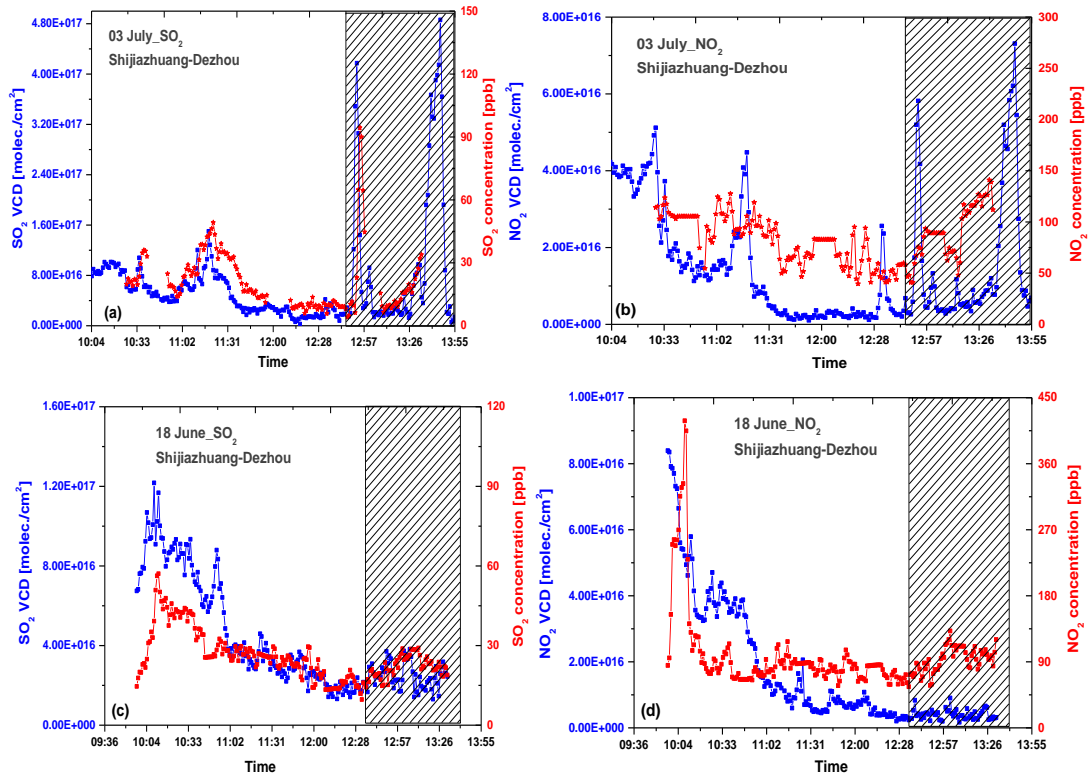 4.80E+017
4.00E+017
3.20E+017
2.40E+017
1.60E+017
8.00E+016
0.00E+000
SO2 VCD [molec./cm2]
03 July_SO2
Shijiazhuang-Dezhou
(a)
150
120
90
60
30
0
SO2 concentration [ppb]
10:04 10:33 11:02 11:31 12:00 12:28 12:57 13:26 13:55
Time
8.00E+016
6.00E+016
4.00E+016
2.00E+016
0.00E+000
NO2 VCD [molec./cm2]
03 July_NO2
Shijiazhuang-Dezhou
(b)
300
250
200
150
100
50
0
NO2 concentration [ppb]
10:04 10:33 11:02 11:31 12:00 12:28 12:57 13:26 13:55
Time
1.60E+017
1.20E+017
8.00E+016
4.00E+016
0.00E+000
SO2 VCD [molec./cm2]
18 June_SO2
Shijiazhuang-Dezhou
(c)
120
90
60
30
0
SO2 concentration [ppb]
09:36 10:04 10:33 11:02 11:31 12:00 12:28 12:57 13:26 13:55
Time
1.00E+017
8.00E+016
6.00E+016
4.00E+016
2.00E+016
0.00E+000
NO2 VCD [molec./cm2]
18 June_NO2
Shijiazhuang-Dezhou
(d)
450
360
270
180
90
0
NO2 concentration [ppb]
09:36 10:04 10:33 11:02 11:31 12:00 12:28 12:57 13:26 13:55
Time